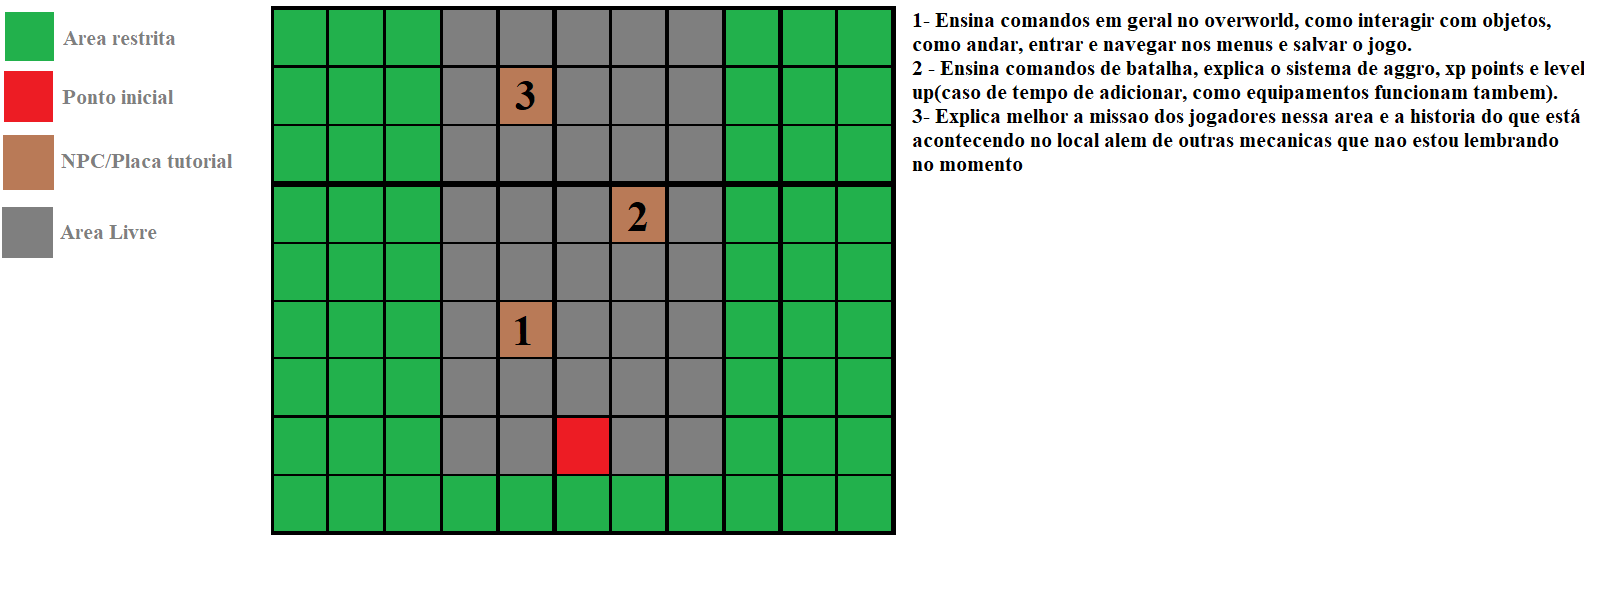 Area restrita
Ponto inicial
NPC/Placa tutorial
Area Livre
3
2
1
1- Ensina comandos em geral no overworld, como interagir com objetos,
como andar, entrar e navegar nos menus e salvar o jogo.
2 - Ensina comandos de batalha, explica o sistema de aggro, xp points e level
up(caso de tempo de adicionar, como equipamentos funcionam tambem).
3- Explica melhor a missao dos jogadores nessa area e a historia do que está
acontecendo no local alem de outras mecanicas que nao estou lembrando
no momento